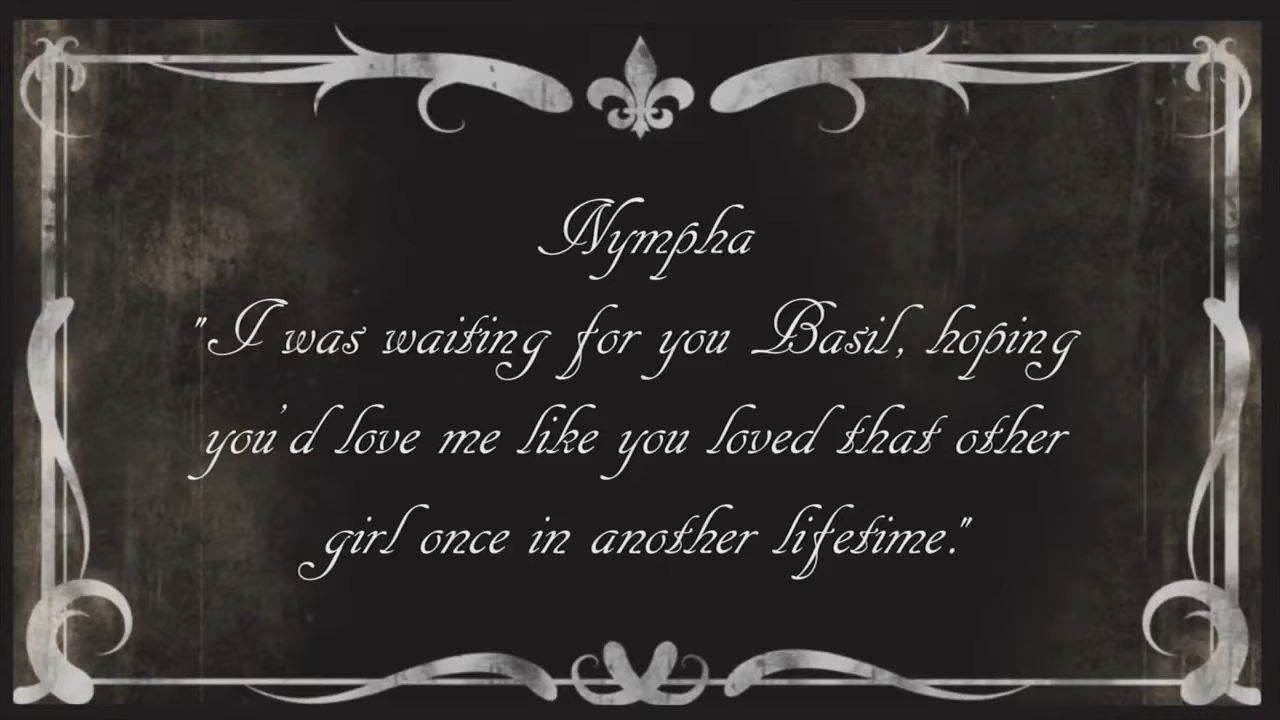 Nympha
"I was waiting for you Basil, hoping
you'd love me like you loved that other
girl once in another lifetime."